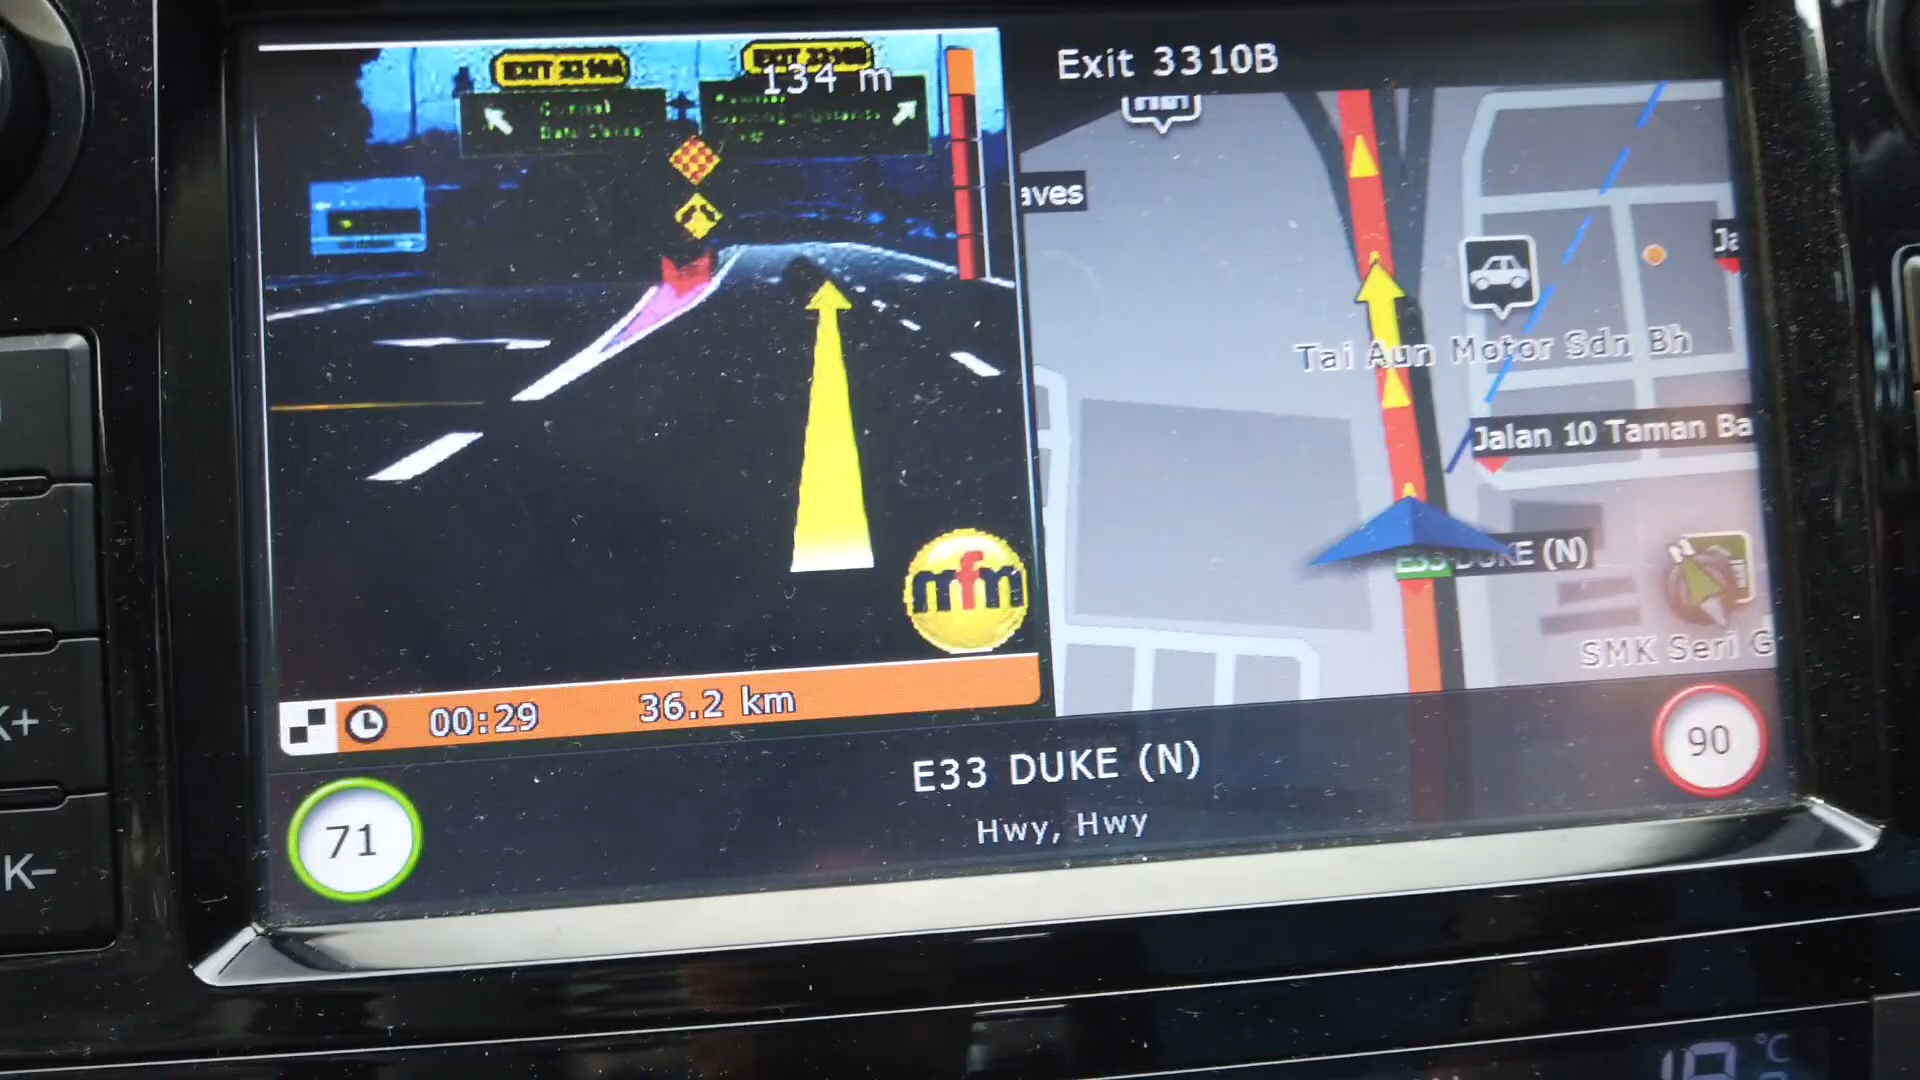 134 m
Exit 3310B
aves
Tai Aun Motor Sdn Bh
Jalan 10 Taman Ba
E33 DUKE (N)
SMK Seri G
N
mfm
00:29
36.2 km
E33 DUKE (N)
Hwy, Hwy
71
90
K+
K-
°C